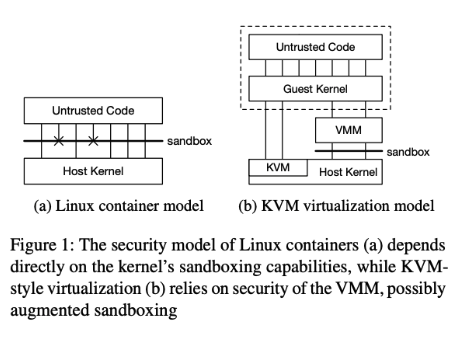 Untrusted Code
sandbox
Host Kernel
(a) Linux container model
Untrusted Code
Guest Kernel
VMM
sandbox
KVM
Host Kernel
(b) KVM virtualization model
Figure 1: The security model of Linux containers (a) depends
directly on the kernel's sandboxing capabilities, while KVM-
style virtualization (b) relies on security of the VMM, possibly
augmented sandboxing